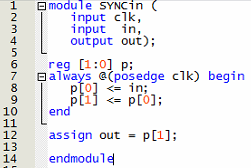 1 module SYNCin (
2 input clk,
3 input in,
4 output out);
5
6 reg [1:0] p;
7 always @(posedge clk) begin
8 p[0] <= in;
9 p[1] <= p[0];
10 end
11
12 assign out = p[1];
13
14 endmodule